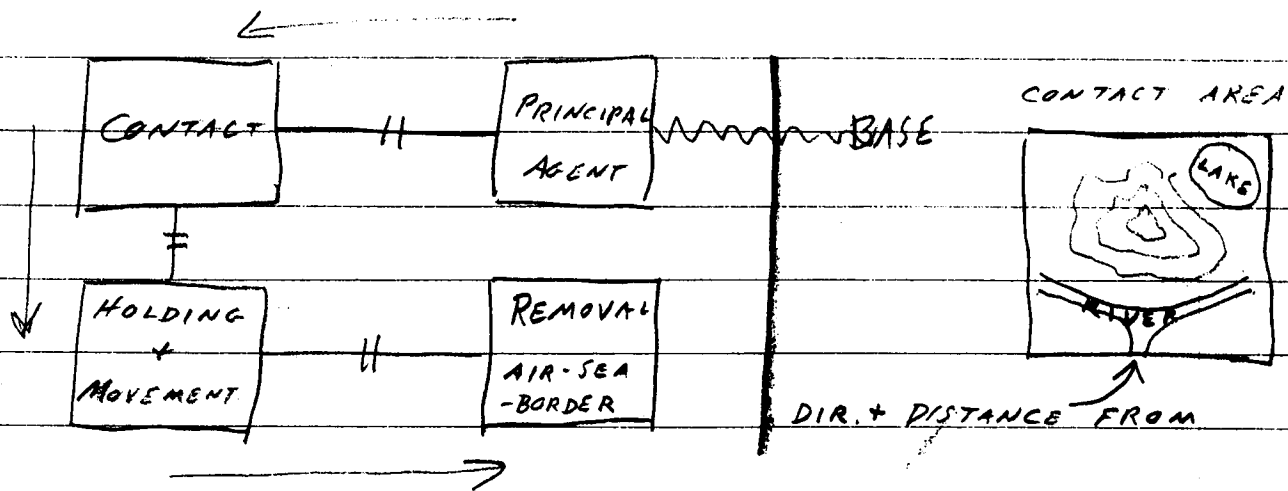 CONTACT
PRINCIPAL
AGENT
BASE
CONTACT AREA
LAKE
RIVER
HOLDING
+
MOVEMENT
REMOVAL
AIR-SEA
-BORDER
DIR. + DISTANCE FROM